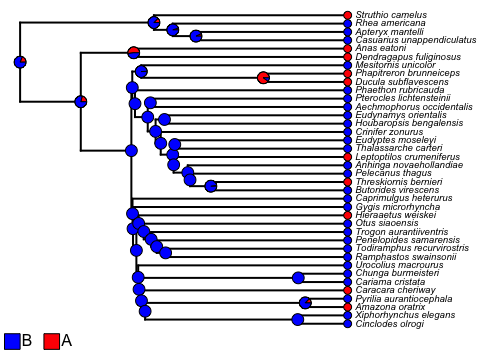 Struthio camelus
Rhea americana
Apteryx mantelli
Casuarius unappendiculatus
Anas eatoni
Dendragapus fuliginosus
Mesitornis unicolor
Phapitreron brunneiceps
Ducula subflavescens
Phaethon rubricauda
Pterocles lichtensteinii
Aechmophorus occidentalis
Eudynamys orientalis
Houbaropsis bengalensis
Crinifer zonurus
Eudyptes moseleyi
Thalassarche carteri
Leptoptilos crumeniferus
Anhinga novaehollandiae
Pelecanus thagus
Threskiornis bernieri
Butorides virescens
Caprimulgus heterurus
Gygis microrhyncha
Hieraaetus weiskei
Otus siaoensis
Trogon aurantiiventris
Penelopides samarensis
Todiramphus recurvirostris
Ramphastos swainsonii
Urocolius macrourus
Chunga burmeisteri
Cariama cristata
Caracara cheriway
Pyrilia aurantiocephala
Amazona oratrix
Xiphorhynchus elegans
Cinclodes olrogi
B A